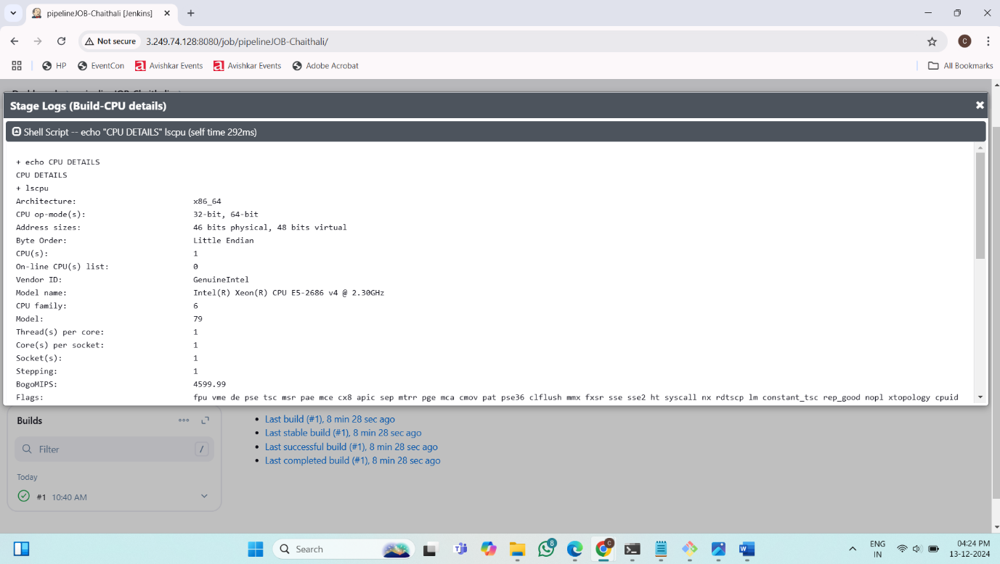 pipelineJOB-Chaithali [Jenkins]
Not secure 3.249.74.128:8080/job/pipelineJOB-Chaithali/ C
HP EventCon Avishkar Events Avishkar Events Adobe Acrobat All Bookmarks
Stage Logs (Build-CPU details)
Shell Script -- echo "CPU DETAILS" lscpu (self time 292ms)
+ echo CPU DETAILS
CPU DETAILS
+ lscpu
Architecture: x86_64
CPU op-mode(s): 32-bit, 64-bit
Address sizes: 46 bits physical, 48 bits virtual
Byte Order: Little Endian
CPU(s): 1
On-line CPU(s) list: 0
Vendor ID: GenuineIntel
Model name: Intel(R) Xeon(R) CPU E5-2686 v4 @ 2.30GHz
CPU family: 6
Model: 79
Thread(s) per core: 1
Core(s) per socket: 1
Socket(s): 1
Stepping: 1
BogoMIPS: 4599.99
Flags: fpu vme de pse tsc msr pae mce cx8 apic sep mtrr pge mca cmov pat pse36 clflush mmx fxsr sse sse2 ht syscall nx rdtscp lm constant_tsc rep_good nopl xtopology cpuid
Builds
Filter /
Today
#1 10:40 AM
Last build (#1), 8 min 28 sec ago
Last stable build (#1), 8 min 28 sec ago
Last successful build (#1), 8 min 28 sec ago
Last completed build (#1), 8 min 28 sec ago
Search 8 C ENG IN 04:24 PM
13-12-2024